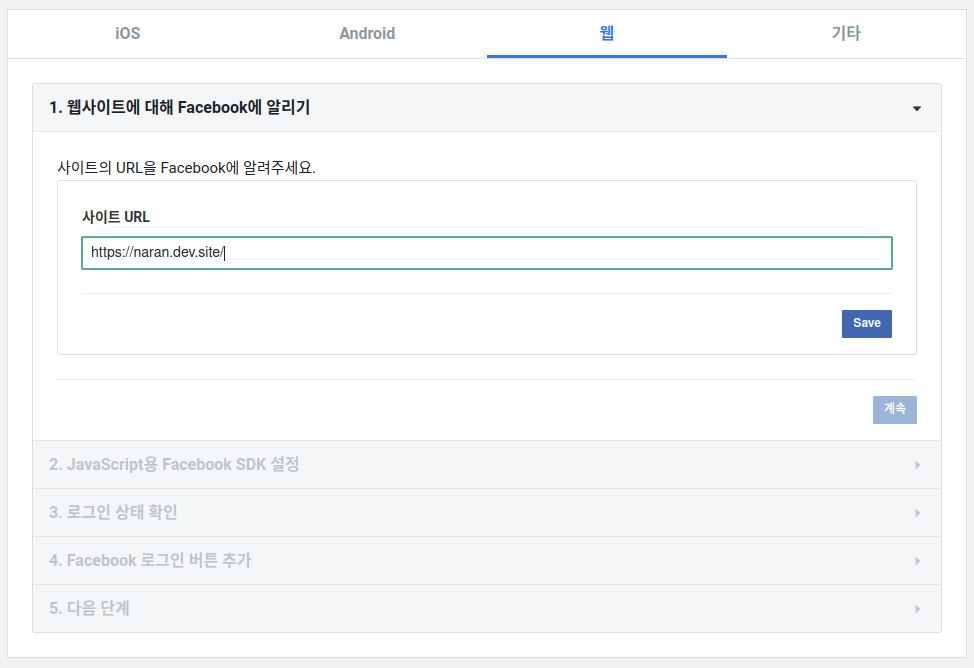 iOS
Android
웹
기타
1. 웹사이트에 대해 Facebook에 알리기
사이트의 URL을 Facebook에 알려주세요.
사이트 URL
https://naran.dev.site/
Save
계속
2. JavaScript용 Facebook SDK 설정
3. 로그인 상태 확인
4. Facebook 로그인 버튼 추가
5. 다음 단계